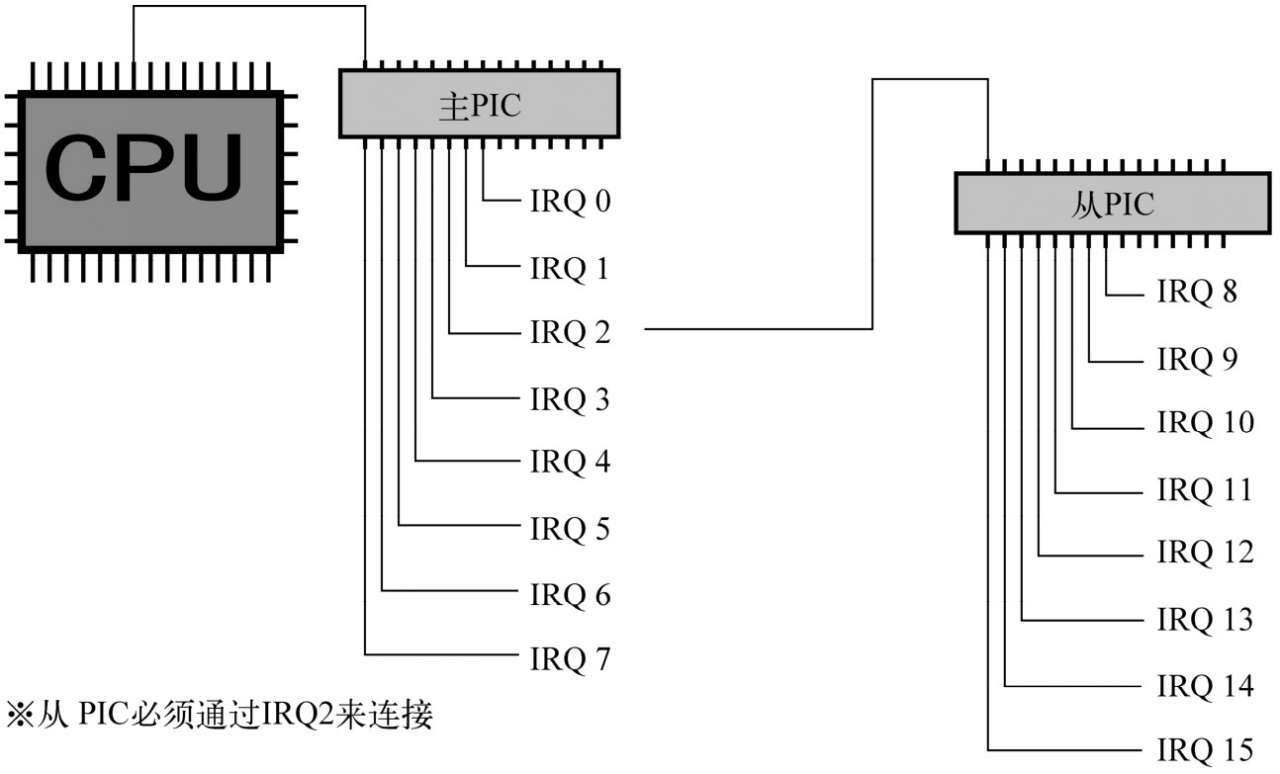 CPU
主PIC
IRQ 0
IRQ 1
IRQ 2
IRQ 3
IRQ 4
IRQ 5
IRQ 6
IRQ 7
从PIC
IRQ 8
IRQ 9
IRQ 10
IRQ 11
IRQ 12
IRQ 13
IRQ 14
IRQ 15
※从 PIC必须通过IRQ2来连接